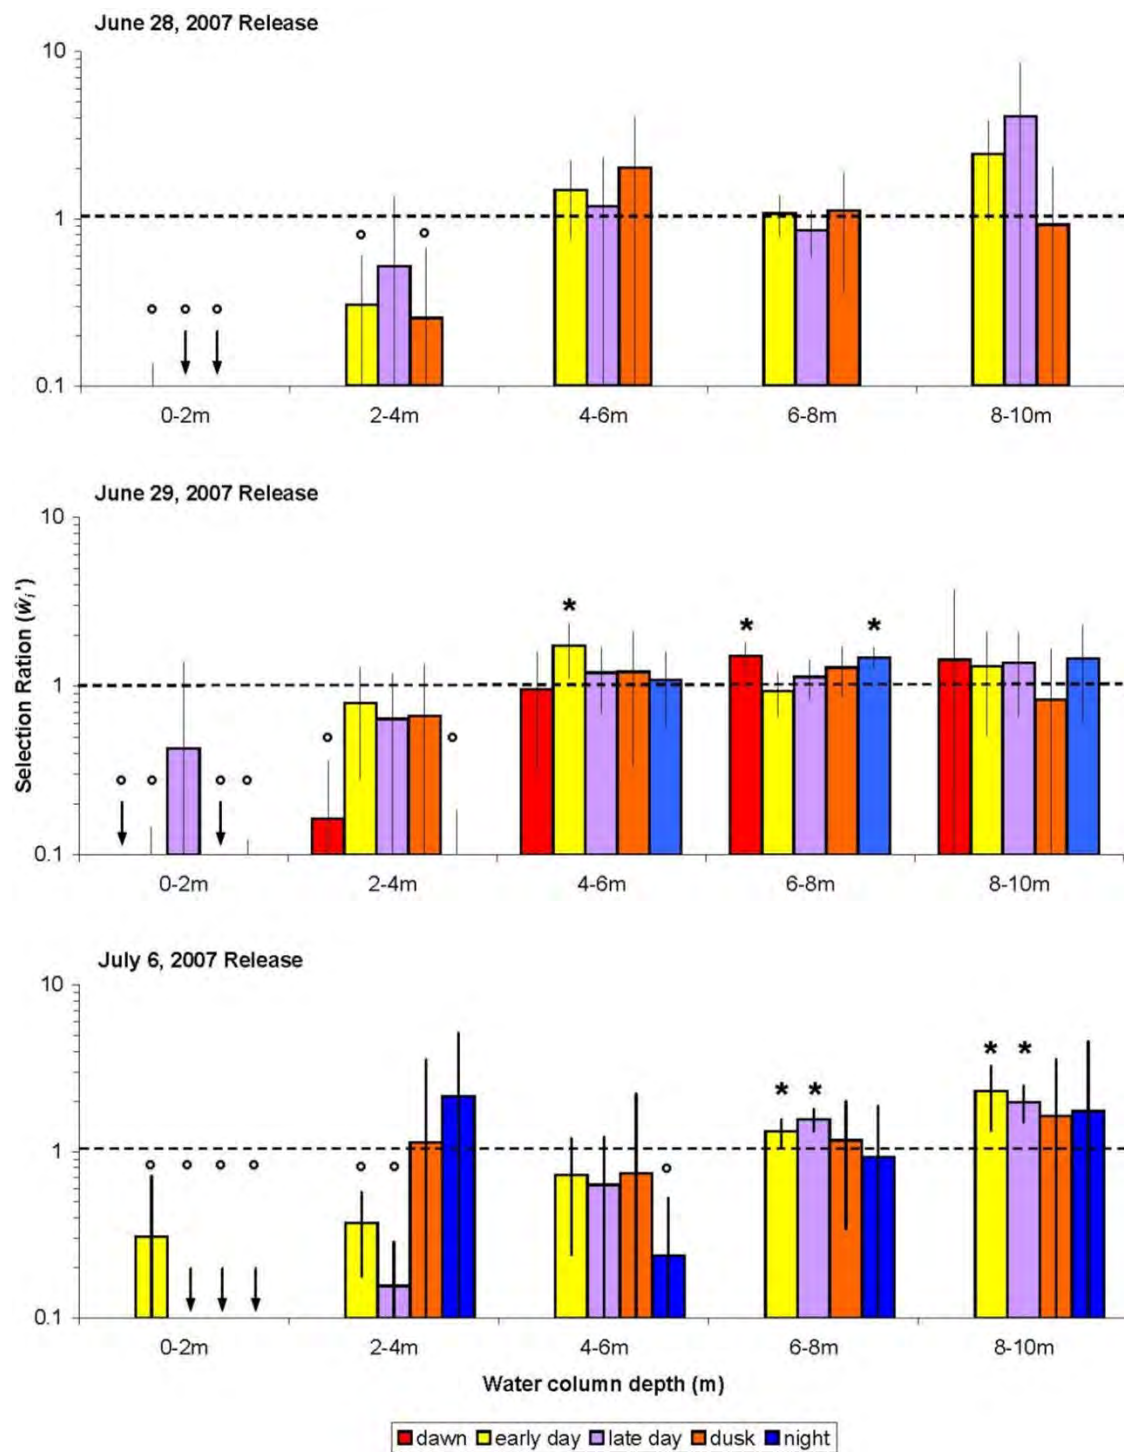 June 28, 2007 Release
10
1
0.1
0-2m 2-4m 4-6m 6-8m 8-10m
June 29, 2007 Release
10
Selection Ration (ŵᵢ')
1
0.1
0-2m 2-4m 4-6m 6-8m 8-10m
July 6, 2007 Release
10
1
0.1
0-2m 2-4m 4-6m 6-8m 8-10m
Water column depth (m)
dawn early day late day dusk night